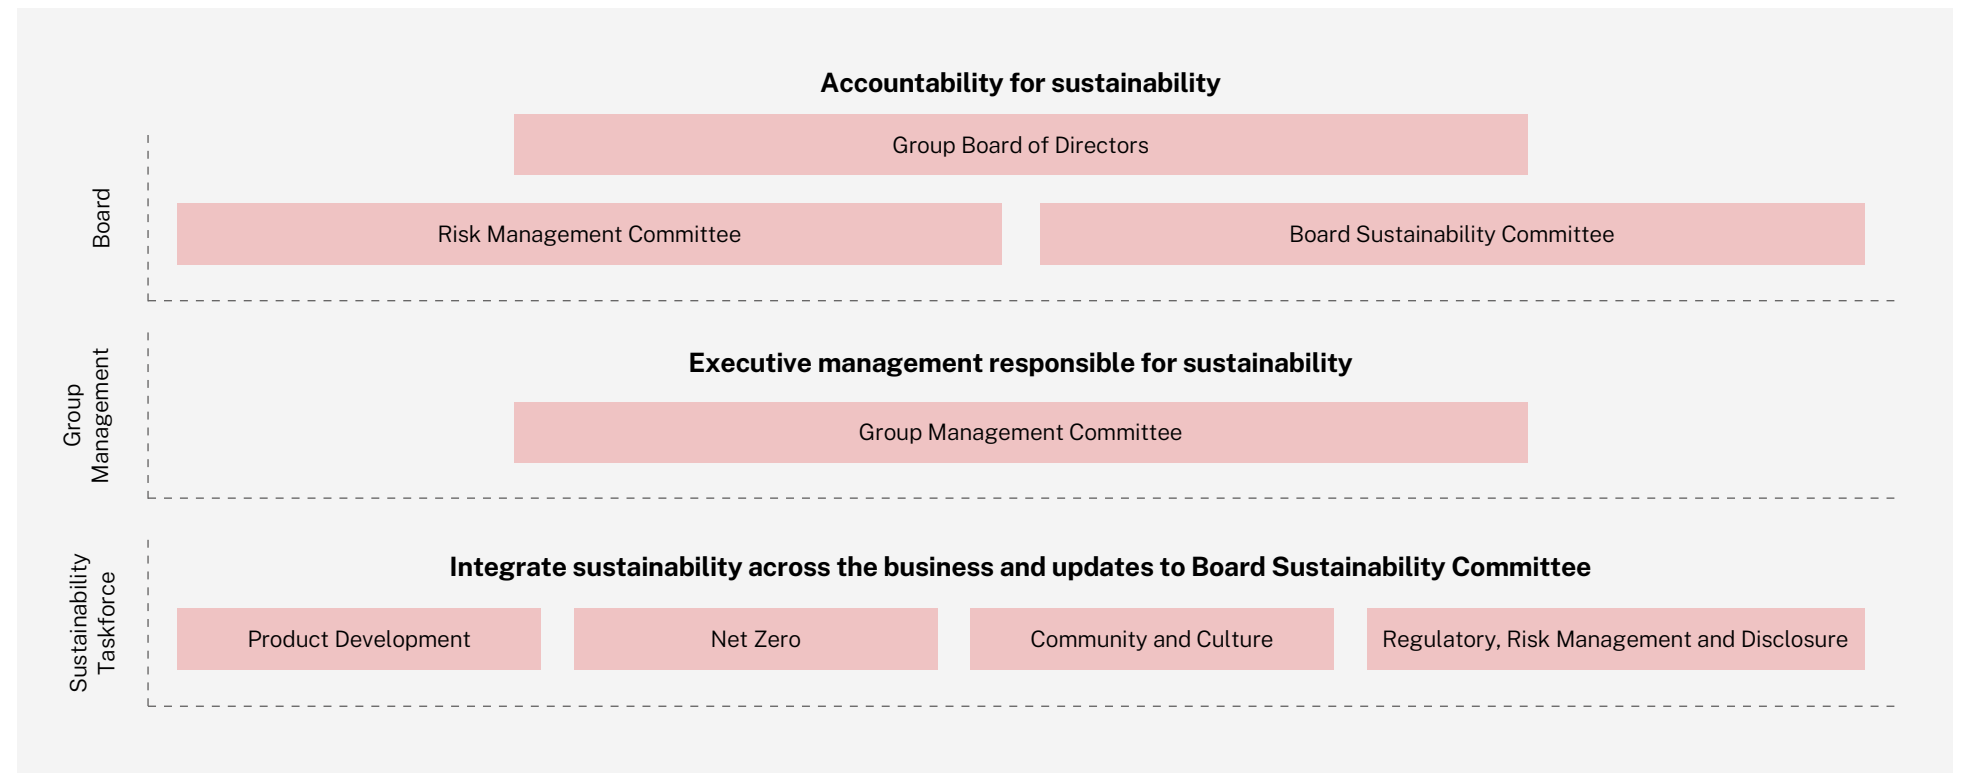 Accountability for sustainability
Board
Group Board of Directors
Risk Management Committee
Board Sustainability Committee
Group
Management
Executive management responsible for sustainability
Group Management Committee
Sustainability
Taskforce
Integrate sustainability across the business and updates to Board Sustainability Committee
Product Development
Net Zero
Community and Culture
Regulatory, Risk Management and Disclosure